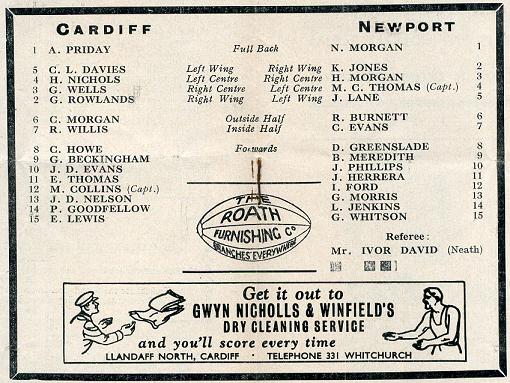 CARDIFF NEWPORT
1 A. PRIDAY Full Back N. MORGAN 1
5 C. L. DAVIES Left Wing Right Wing K. JONES 2
4 H. NICHOLS Left Centre Right Centre H. MORGAN 3
3 G. WELLS Right Centre Left Centre M. C. THOMAS (Capt.) 4
2 G. ROWLANDS Right Wing Left Wing J. LANE 5
6 C. MORGAN Outside Half R. BURNETT 6
7 R. WILLIS Inside Half C. EVANS 7
8 C. HOWE Forwards D. GREENSLADE 8
9 G. BECKINGHAM B. MEREDITH 9
10 J. D. EVANS J. PHILLIPS 10
11 E. THOMAS J. HERRERA 11
12 M. COLLINS (Capt.) I. FORD 12
13 J. D. NELSON G. MORRIS 13
14 P. GOODFELLOW L. JENKINS 14
15 E. LEWIS G. WHITSON 15
THE
ROATH
FURNISHING Co
BRANCHES EVERYWHERE
Referee:
Mr. IVOR DAVID (Neath)
Get it out to
GWYN NICHOLLS & WINFIELD'S
DRY CLEANING SERVICE
and you'll score every time
LLANDAFF NORTH, CARDIFF · TELEPHONE 331 WHITCHURCH